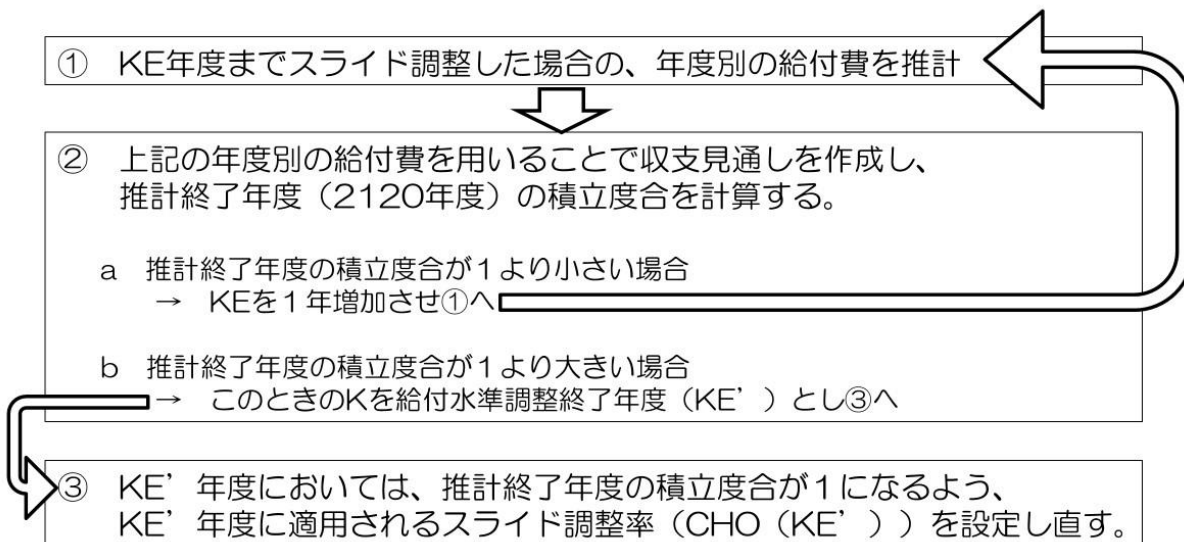 ① KE年度までスライド調整した場合の、年度別の給付費を推計
② 上記の年度別の給付費を用いることで収支見通しを作成し、
推計終了年度（2120年度）の積立度合を計算する。
a 推計終了年度の積立度合が１より小さい場合
→ KEを１年増加させ①へ
b 推計終了年度の積立度合が１より大きい場合
→ このときのKを給付水準調整終了年度（KE’）とし③へ
③ KE’年度においては、推計終了年度の積立度合が１になるよう、
KE’年度に適用されるスライド調整率（CHO（KE’））を設定し直す。